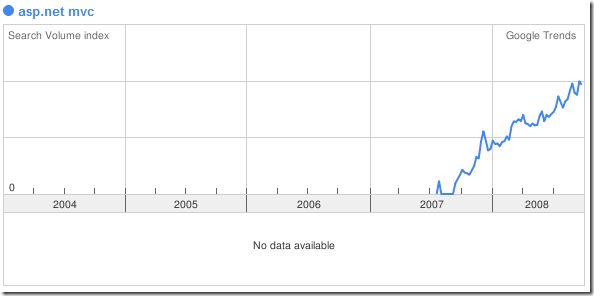 asp.net mvc
Search Volume index Google Trends
0
2004 2005 2006 2007 2008
No data available